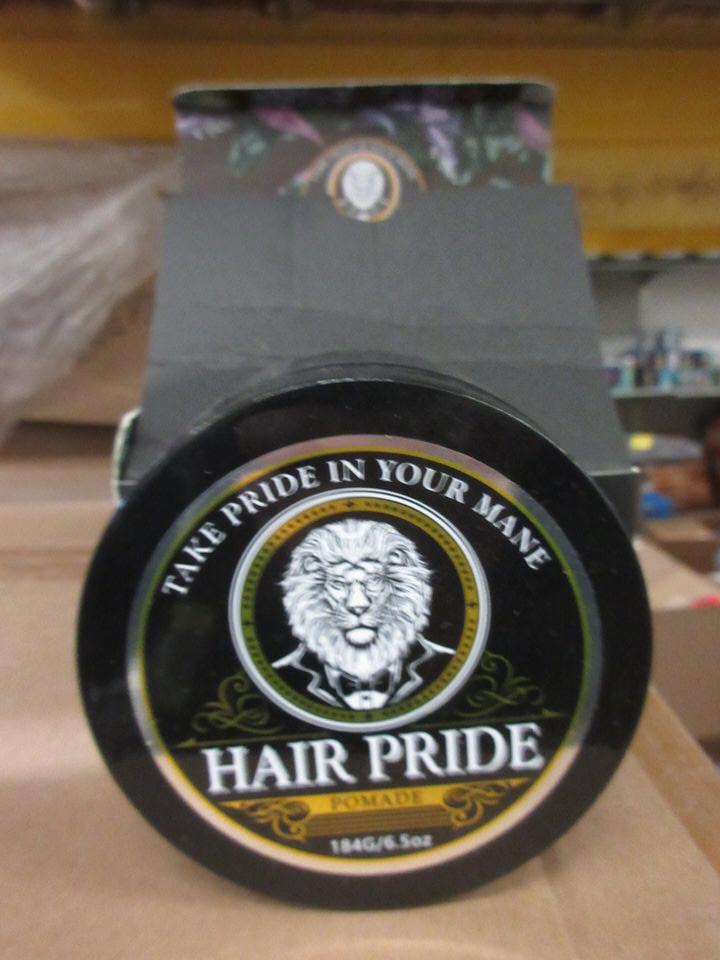 TAKE PRIDE IN YOUR MANE
HAIR PRIDE
POMADE
184G/6.5oz